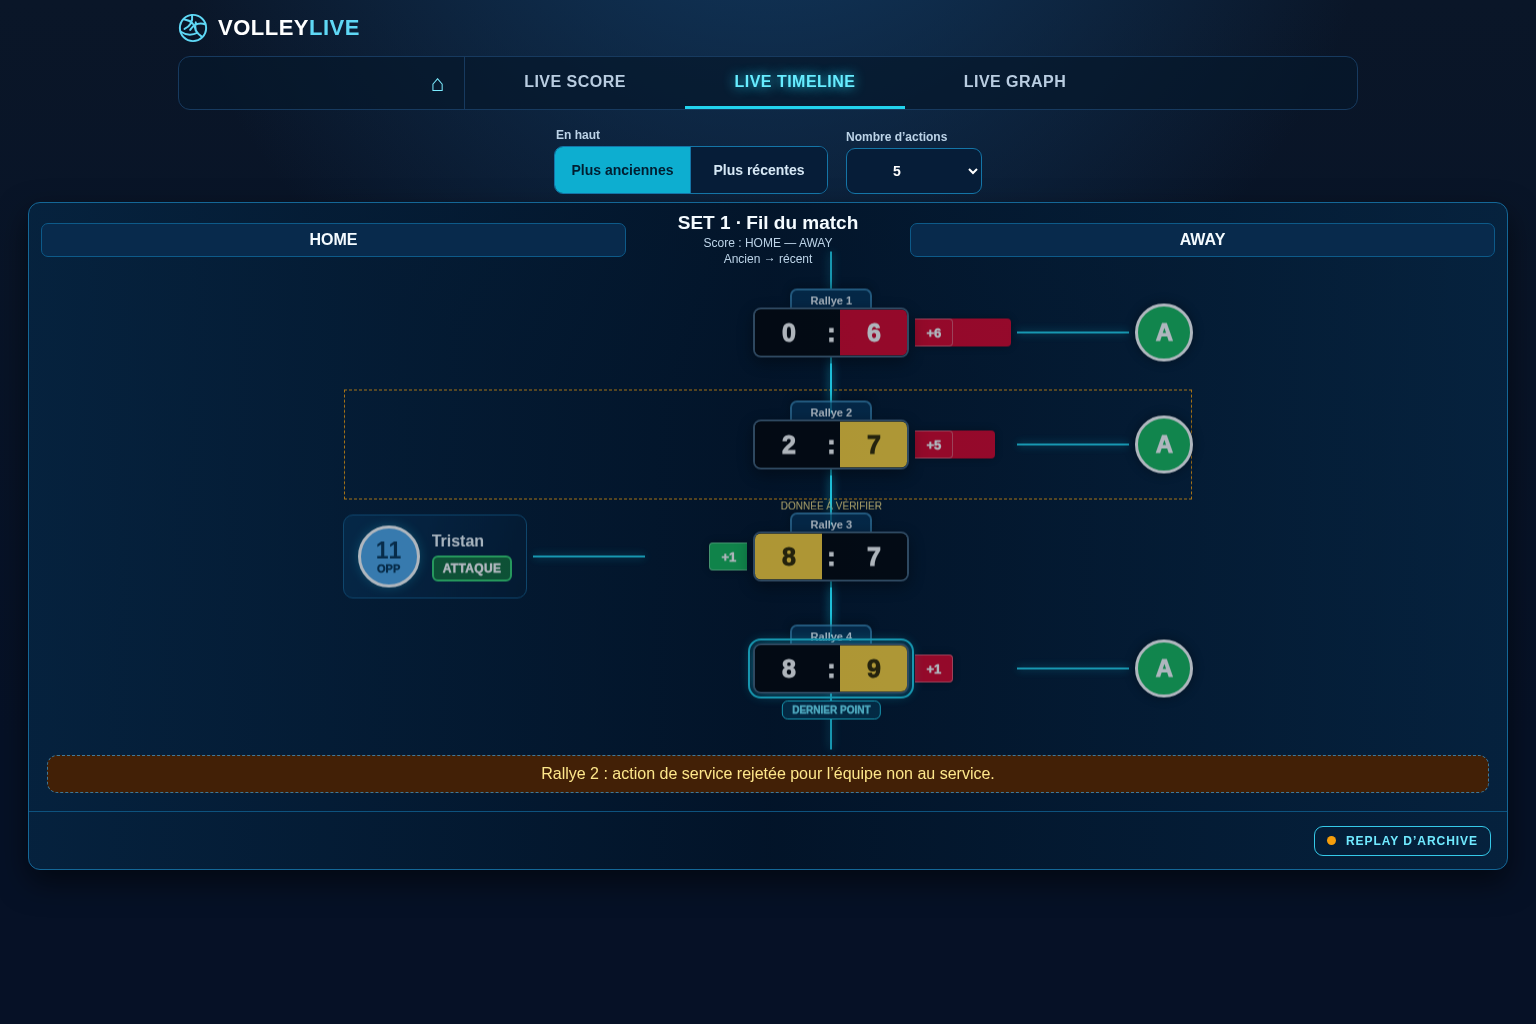 VOLLEYLIVE
LIVE SCORE
LIVE TIMELINE
LIVE GRAPH
En haut
Nombre d’actions
Plus anciennes
Plus récentes
5
HOME
SET 1 · Fil du match
AWAY
Score : HOME — AWAY
Ancien → récent
Rallye 1
0 : 6
+6
A
Rallye 2
2 : 7
+5
A
DONNÉE À VÉRIFIER
Rallye 3
11
OPP
Tristan
ATTAQUE
+1
8 : 7
Rallye 4
8 : 9
+1
A
DERNIER POINT
Rallye 2 : action de service rejetée pour l’équipe non au service.
REPLAY D’ARCHIVE